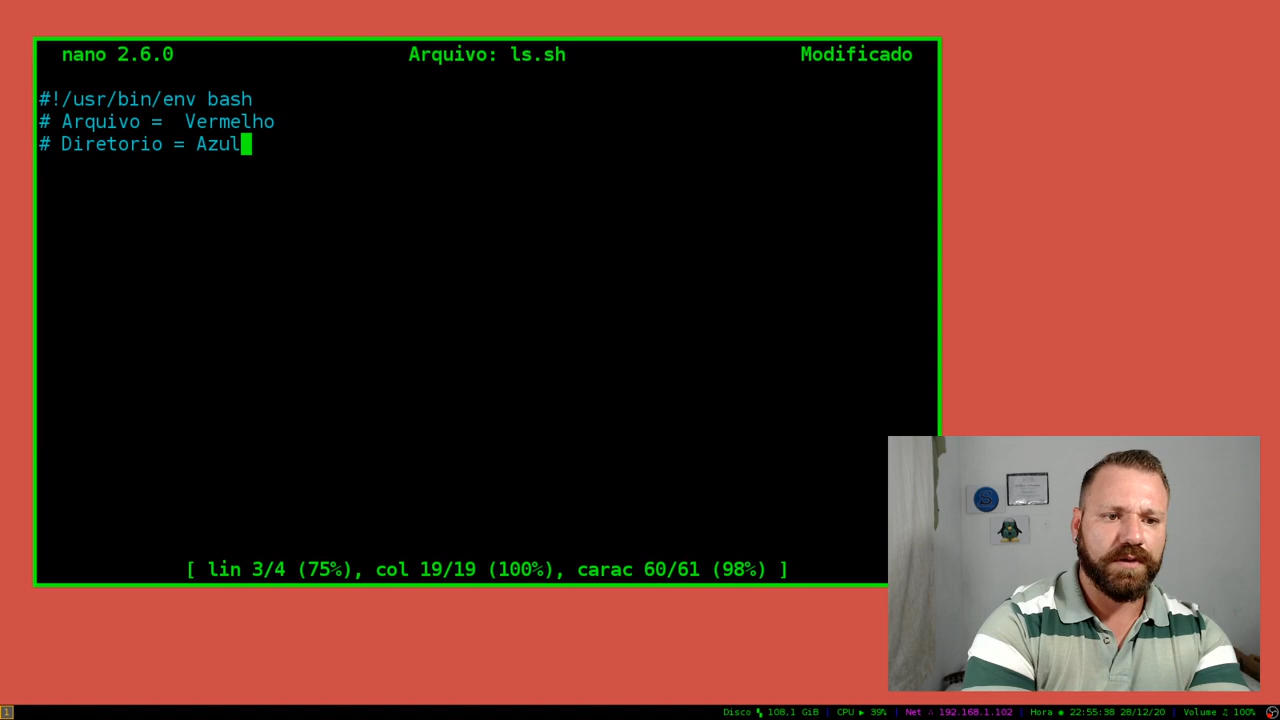 nano 2.6.0 Arquivo: ls.sh Modificado
#!/usr/bin/env bash
# Arquivo =  Vermelho
# Diretorio = Azul
[ lin 3/4 (75%), col 19/19 (100%), carac 60/61 (98%) ]
1 Disco 108,1 GiB | CPU ▶ 39% | Net 192.168.1.102 | Hora 22:55:38 28/12/20 | Volume ♫ 100%